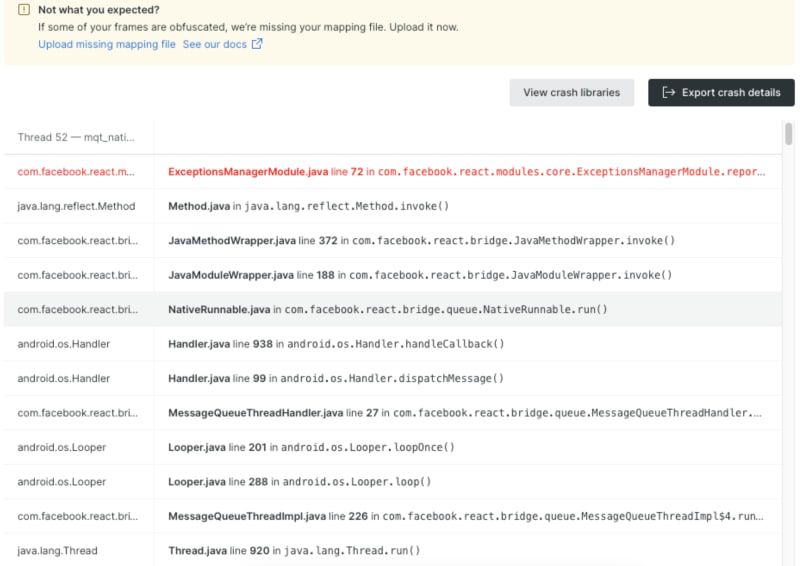 Not what you expected?
If some of your frames are obfuscated, we're missing your mapping file. Upload it now.
Upload missing mapping file See our docs
View crash libraries Export crash details
Thread 52 — mqt_nati...
com.facebook.react.m... ExceptionsManagerModule.java line 72 in com.facebook.react.modules.core.ExceptionsManagerModule.repor...
java.lang.reflect.Method Method.java in java.lang.reflect.Method.invoke()
com.facebook.react.bri... JavaMethodWrapper.java line 372 in com.facebook.react.bridge.JavaMethodWrapper.invoke()
com.facebook.react.bri... JavaModuleWrapper.java line 188 in com.facebook.react.bridge.JavaModuleWrapper.invoke()
com.facebook.react.bri... NativeRunnable.java in com.facebook.react.bridge.queue.NativeRunnable.run()
android.os.Handler Handler.java line 938 in android.os.Handler.handleCallback()
android.os.Handler Handler.java line 99 in android.os.Handler.dispatchMessage()
com.facebook.react.bri... MessageQueueThreadHandler.java line 27 in com.facebook.react.bridge.queue.MessageQueueThreadHandler....
android.os.Looper Looper.java line 201 in android.os.Looper.loopOnce()
android.os.Looper Looper.java line 288 in android.os.Looper.loop()
com.facebook.react.bri... MessageQueueThreadImpl.java line 226 in com.facebook.react.bridge.queue.MessageQueueThreadImpl$4.run...
java.lang.Thread Thread.java line 920 in java.lang.Thread.run()